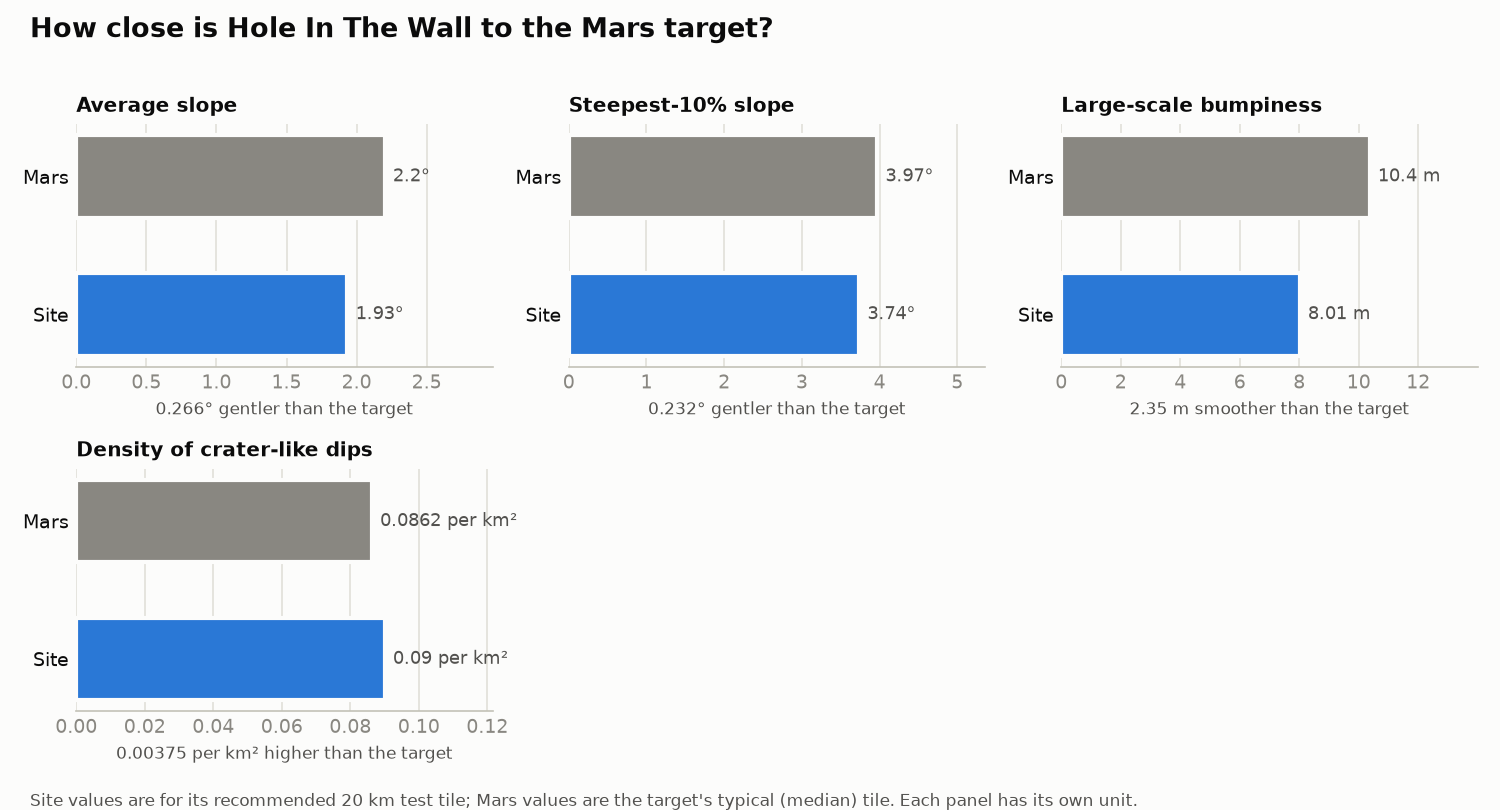 How close is Hole In The Wall to the Mars target?
Average slope
Mars
2.2°
Site
1.93°
0.0 0.5 1.0 1.5 2.0 2.5
0.266° gentler than the target
Steepest-10% slope
Mars
3.97°
Site
3.74°
0 1 2 3 4 5
0.232° gentler than the target
Large-scale bumpiness
Mars
10.4 m
Site
8.01 m
0 2 4 6 8 10 12
2.35 m smoother than the target
Density of crater-like dips
Mars
0.0862 per km²
Site
0.09 per km²
0.00 0.02 0.04 0.06 0.08 0.10 0.12
0.00375 per km² higher than the target
Site values are for its recommended 20 km test tile; Mars values are the target's typical (median) tile. Each panel has its own unit.